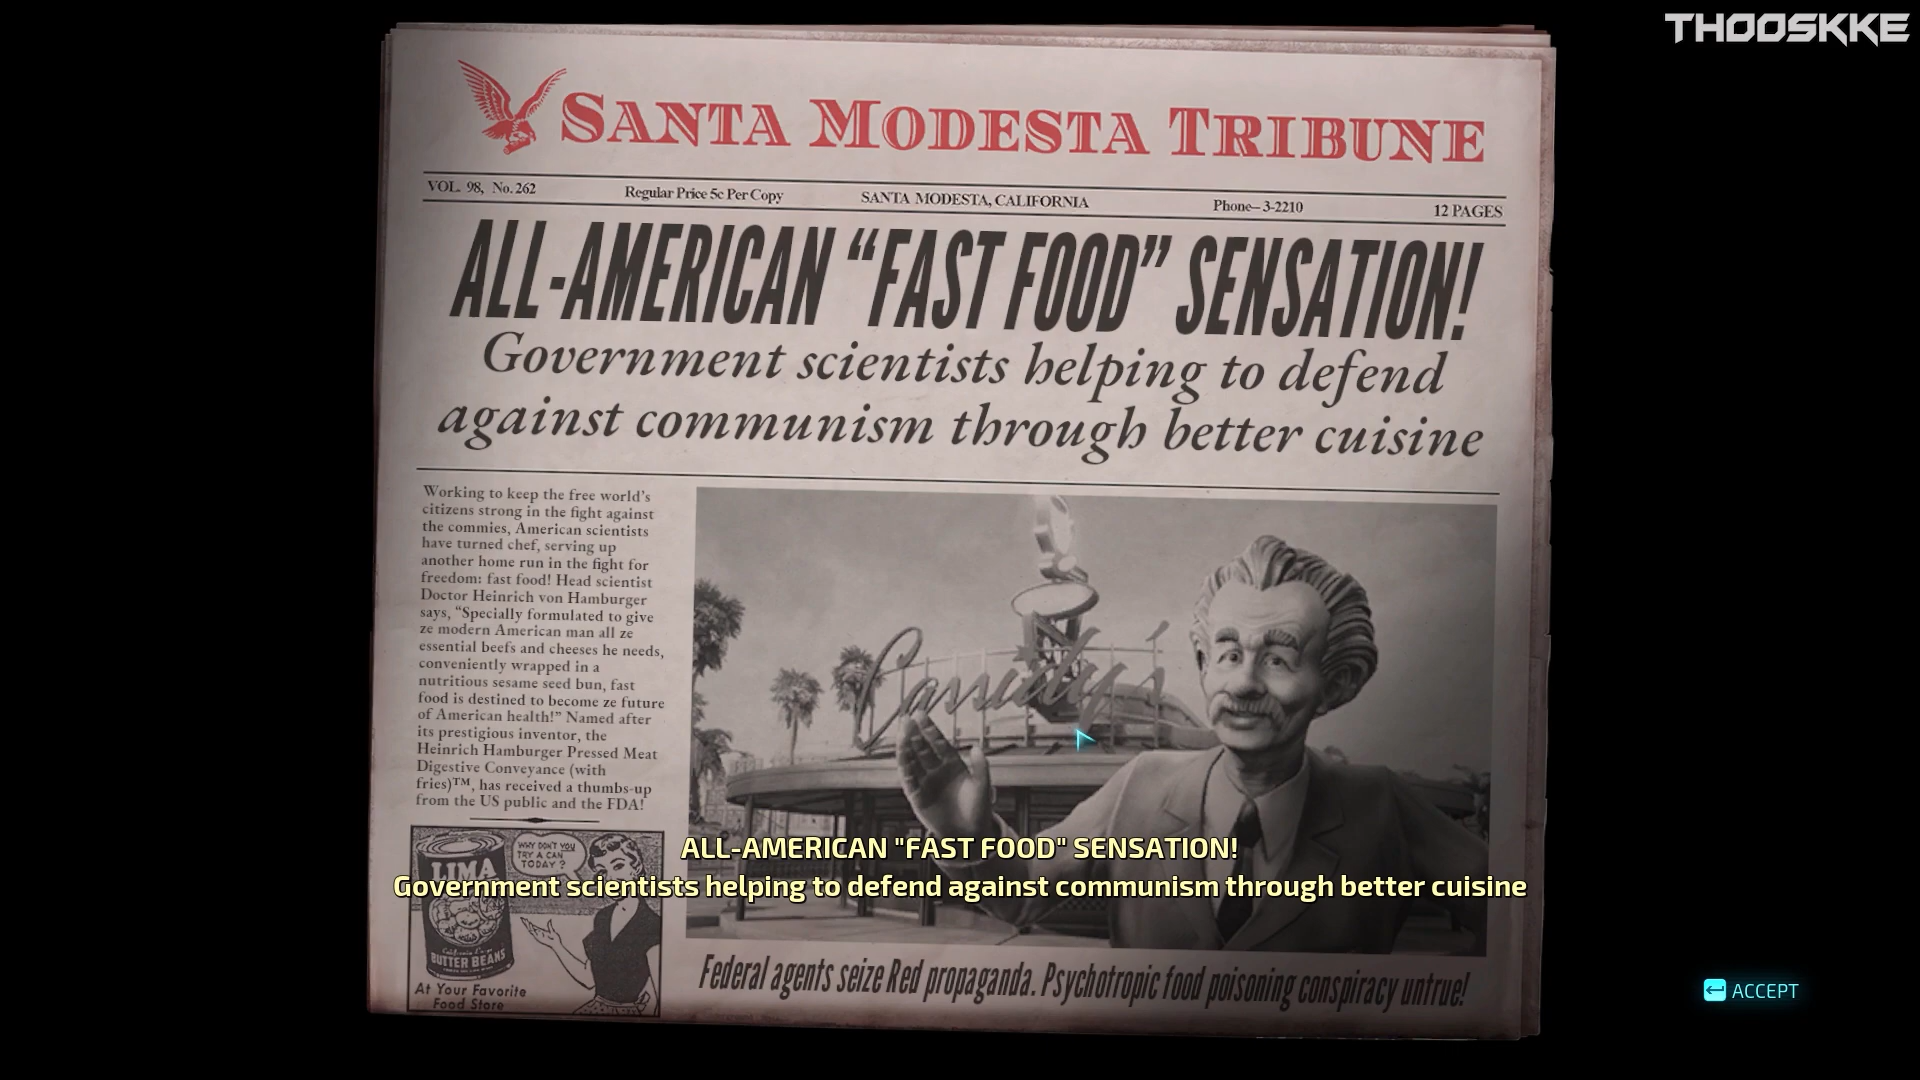 THOOSKKE
SANTA MODESTA TRIBUNE
VOL. 98, No. 262 Regular Price 5c Per Copy SANTA MODESTA, CALIFORNIA Phone–3-2210 12 PAGES
ALL-AMERICAN “FAST FOOD” SENSATION!
Government scientists helping to defend
against communism through better cuisine
Working to keep the free world’s
citizens strong in the fight against
the commies, American scientists
have turned chef, serving up
another home run in the fight for
freedom: fast food! Head scientist
Doctor Heinrich von Hamburger
says, “Specially formulated to give
ze modern American man all ze
essential beefs and cheeses he needs,
conveniently wrapped in a
nutritious sesame seed bun, fast
food is destined to become ze future
of American health!” Named after
its prestigious inventor, the
Heinrich Hamburger Pressed Meat
Digestive Conveyance (with
fries)™, has received a thumbs-up
from the US public and the FDA!
Cassidy's
WHY DON'T YOU
TRY A CAN
TODAY?
LIMA
BUTTER BEANS
At Your Favorite
Food Store
ALL-AMERICAN "FAST FOOD" SENSATION!
Government scientists helping to defend against communism through better cuisine
Federal agents seize Red propaganda. Psychotropic food poisoning conspiracy untrue!
ACCEPT